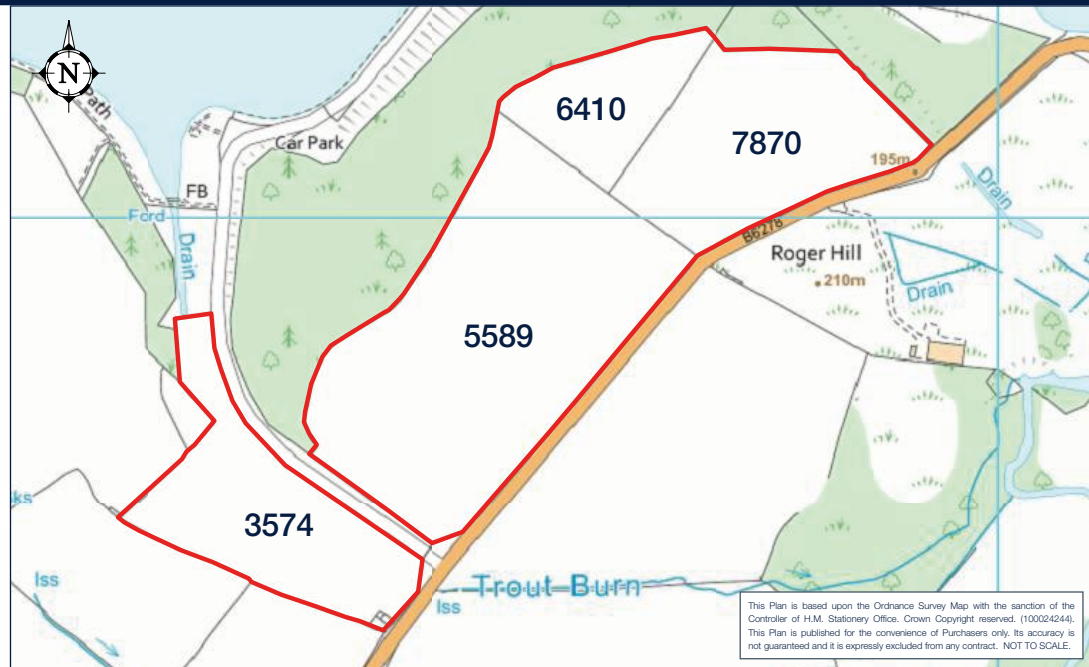 N
Path
Car Park
FB
Ford
Drain
6410
7870
195m
Drain
B6278
Roger Hill
210m
Drain
5589
3574
ks
Iss
Iss
Trout Burn
This Plan is based upon the Ordnance Survey Map with the sanction of the
Controller of H.M. Stationery Office. Crown Copyright reserved. (100024244).
This Plan is published for the convenience of Purchasers only. Its accuracy is
not guaranteed and it is expressly excluded from any contract. NOT TO SCALE.